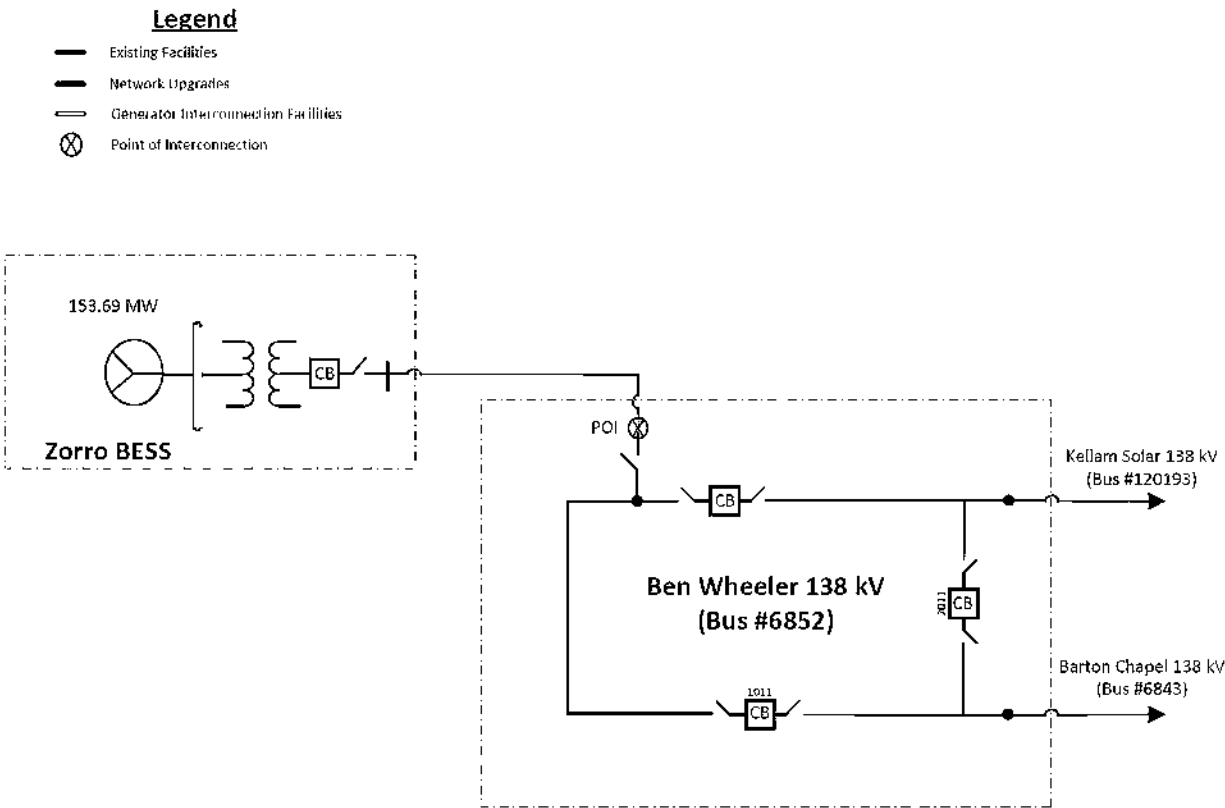 Legend
Existing Facilities
Network Upgrades
Generator Interconnection Facilities
Point of Interconnection
153.69 MW
CB
Zorro BESS
POI
Kellam Solar 138 kV
(Bus #120193)
CB
Ben Wheeler 138 kV
(Bus #6852)
CB
Barton Chapel 138 kV
(Bus #6843)
1011
CB